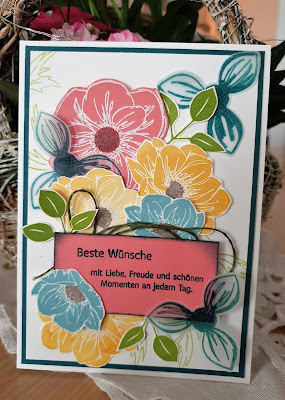 Beste Wünsche
mit Liebe, Freude und schönen
Momenten an jedem Tag.